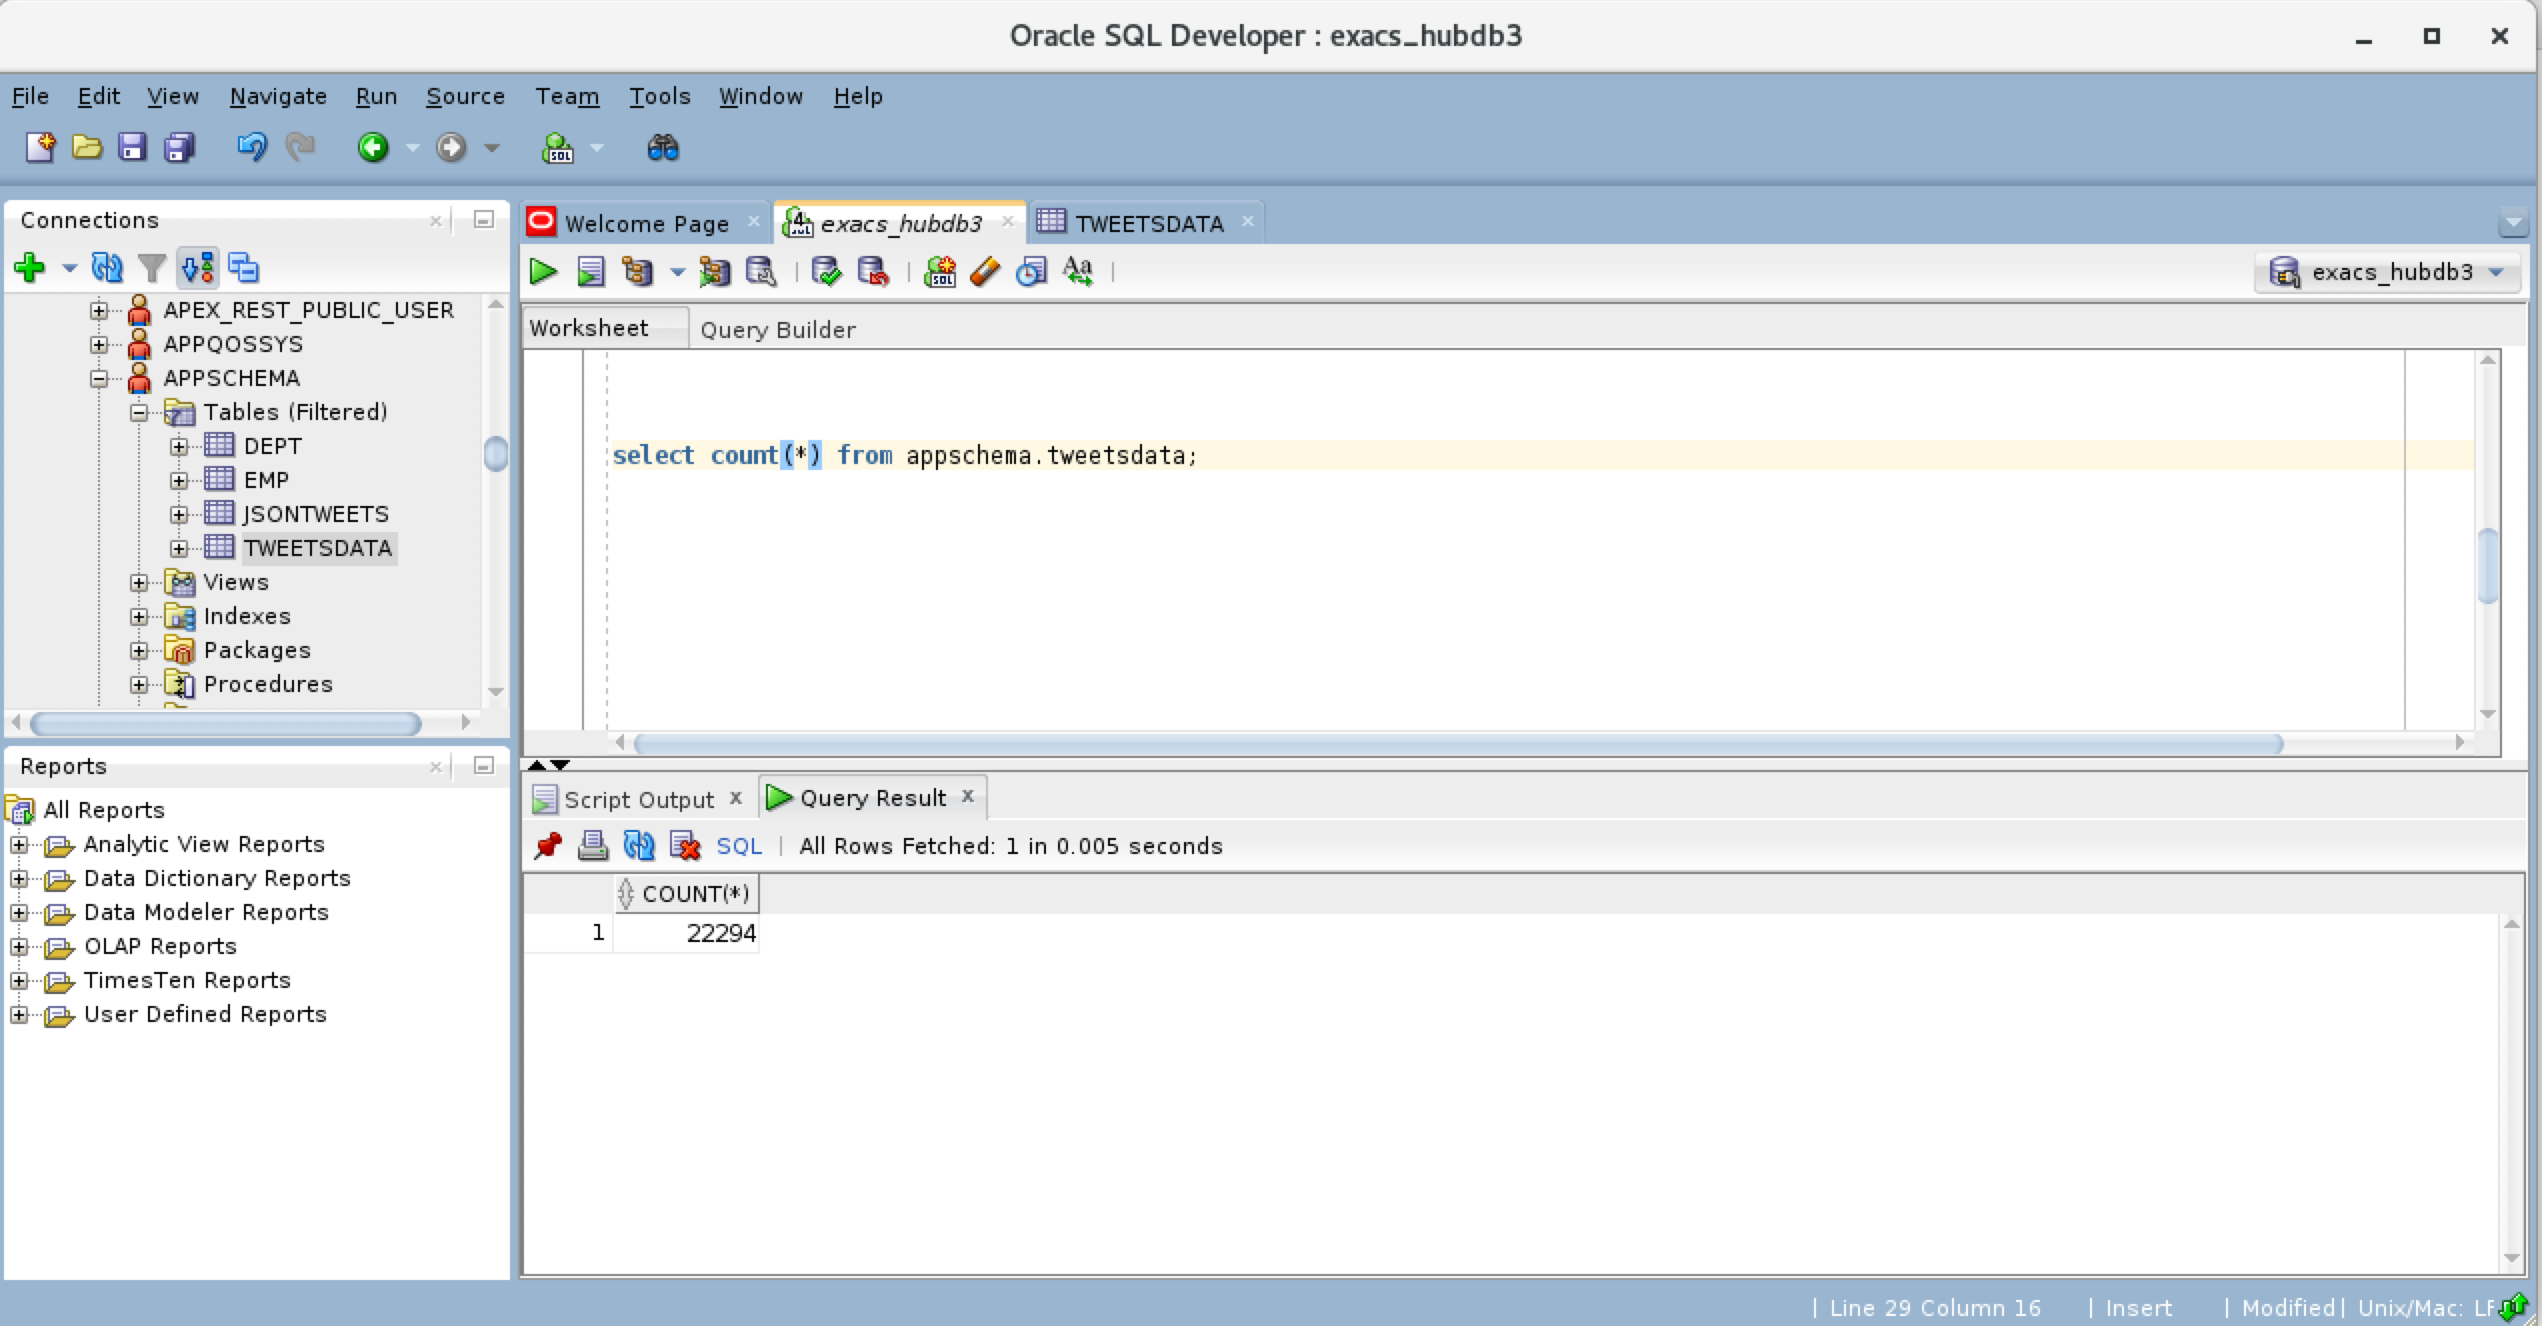 Oracle SQL Developer : exacs_hubdb3
File Edit View Navigate Run Source Team Tools Window Help
SQL
Connections
APEX_REST_PUBLIC_USER
APPQOSSYS
APPSCHEMA
Tables (Filtered)
DEPT
EMP
JSONTWEETS
TWEETSDATA
Views
Indexes
Packages
Procedures
Reports
All Reports
Analytic View Reports
Data Dictionary Reports
Data Modeler Reports
OLAP Reports
TimesTen Reports
User Defined Reports
Welcome Page exacs_hubdb3 TWEETSDATA
SQL Aa
exacs_hubdb3
Worksheet Query Builder
select count(*) from appschema.tweetsdata;
Script Output x Query Result x
SQL | All Rows Fetched: 1 in 0.005 seconds
COUNT(*)
1 22294
| Line 29 Column 16 | Insert | Modified| Unix/Mac: LF